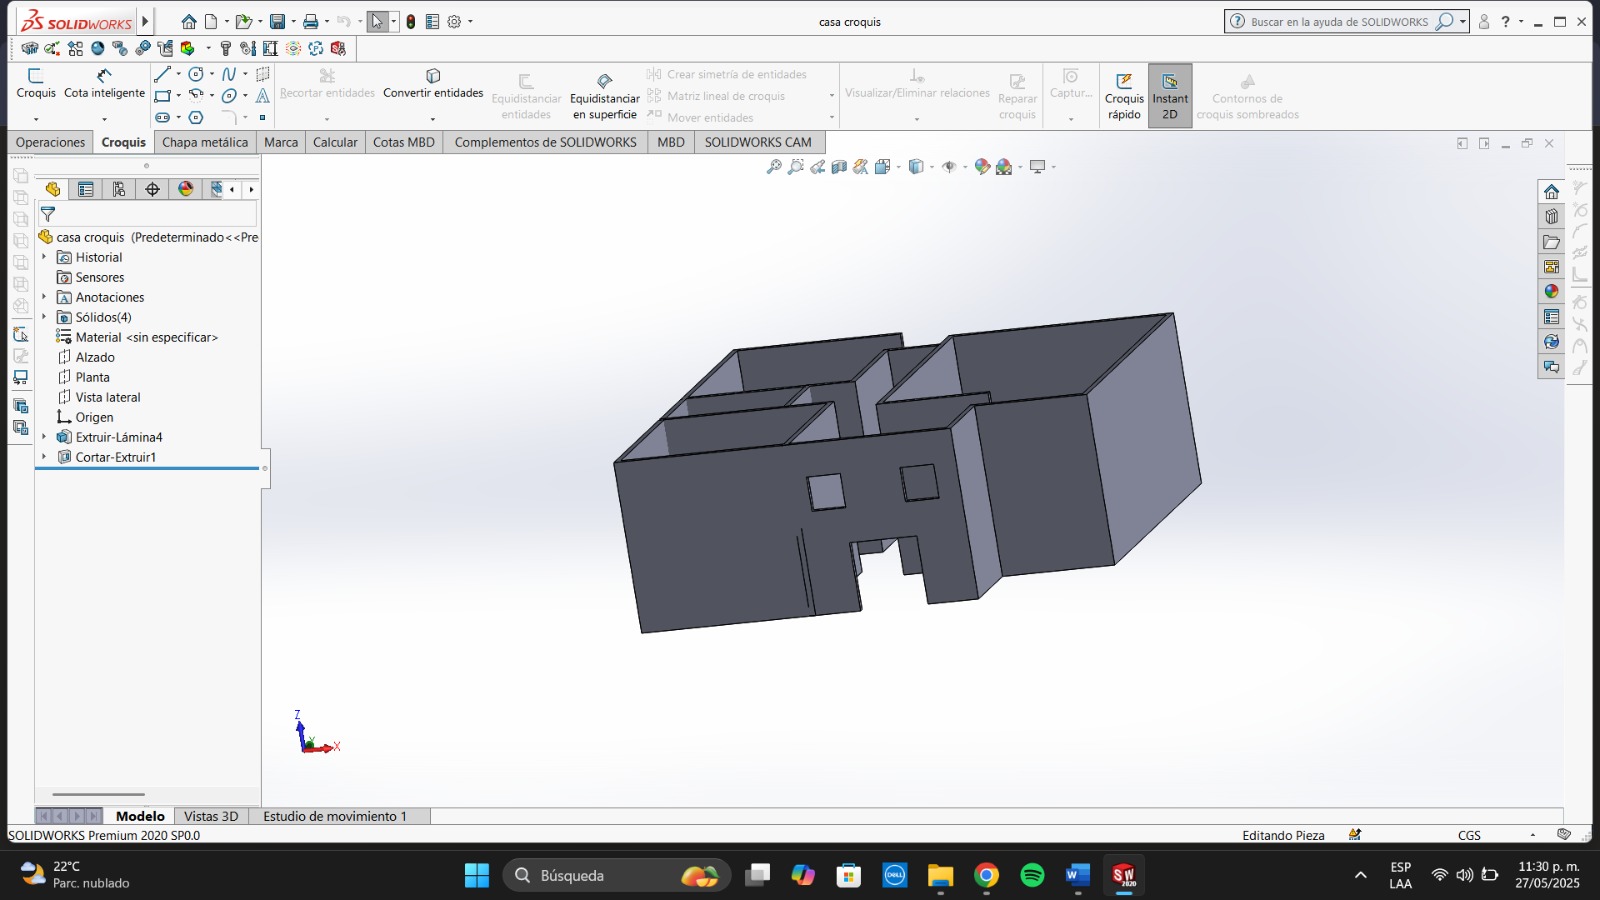 SOLIDWORKS
casa croquis
Buscar en la ayuda de SOLIDWORKS
Croquis
Cota inteligente
Recortar entidades
Convertir entidades
Equidistanciar entidades
Equidistanciar en superficie
Crear simetría de entidades
Matriz lineal de croquis
Mover entidades
Visualizar/Eliminar relaciones
Reparar croquis
Captur...
Croquis rápido
Instant 2D
Contornos de croquis sombreados
Operaciones
Croquis
Chapa metálica
Marca
Calcular
Cotas MBD
Complementos de SOLIDWORKS
MBD
SOLIDWORKS CAM
casa croquis (Predeterminado<<Pre
Historial
Sensores
Anotaciones
Sólidos(4)
Material <sin especificar>
Alzado
Planta
Vista lateral
Origen
Extruir-Lámina4
Cortar-Extruir1
Z
Y
X
Modelo
Vistas 3D
Estudio de movimiento 1
SOLIDWORKS Premium 2020 SP0.0
Editando Pieza
CGS
22°C
Parc. nublado
Búsqueda
ESP
LAA
11:30 p. m.
27/05/2025